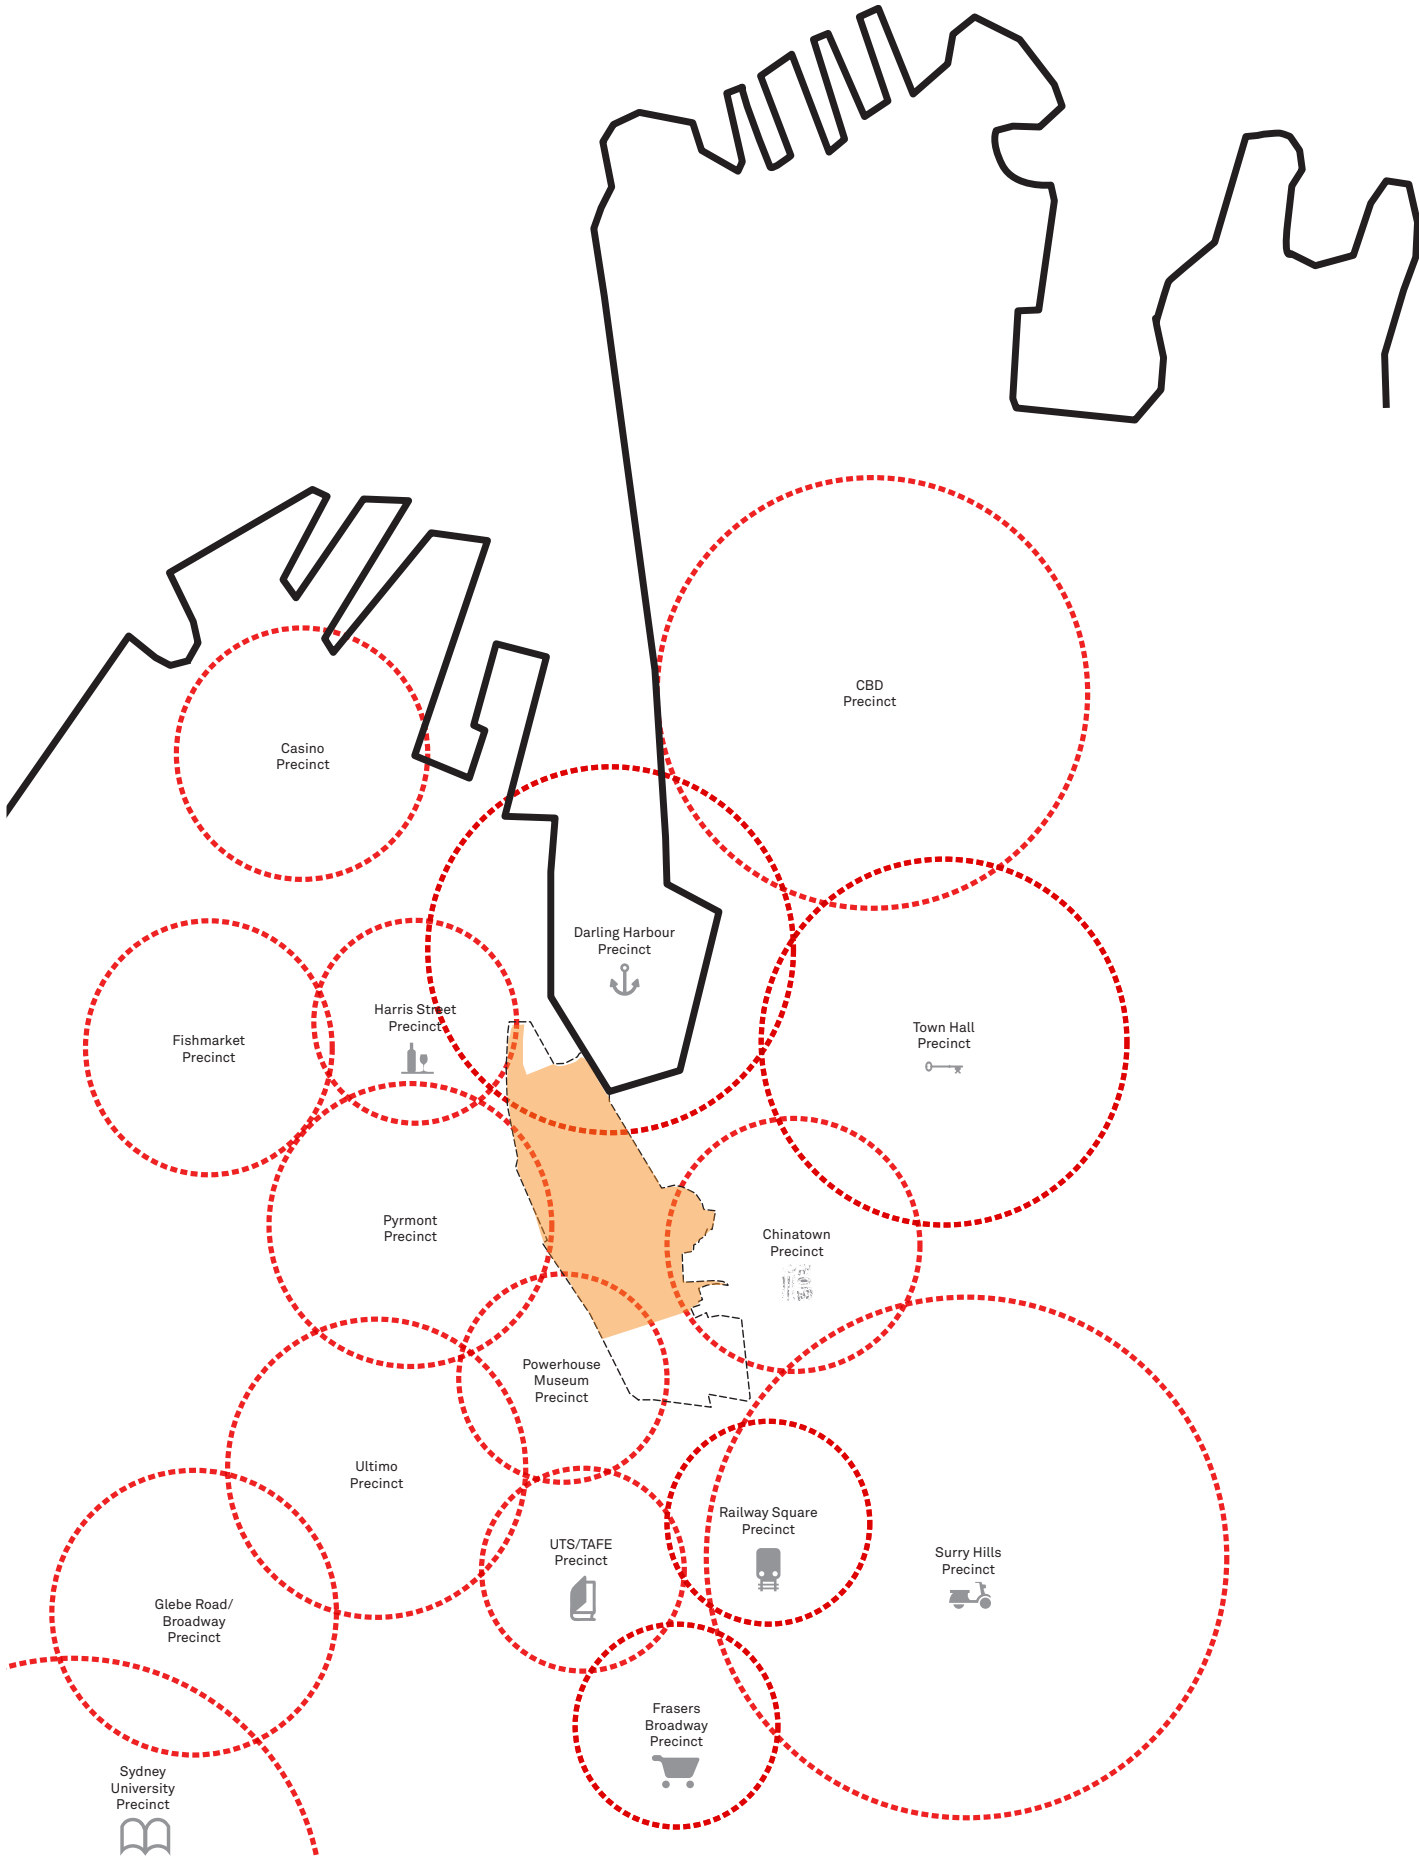 CBD
Precinct
Casino
Precinct
Darling Harbour
Precinct
Harris Street
Precinct
Town Hall
Precinct
Fishmarket
Precinct
Pyrmont
Precinct
Chinatown
Precinct
Powerhouse
Museum
Precinct
Ultimo
Precinct
Railway Square
Precinct
UTS/TAFE
Precinct
Surry Hills
Precinct
Glebe Road/
Broadway
Precinct
Frasers
Broadway
Precinct
Sydney
University
Precinct